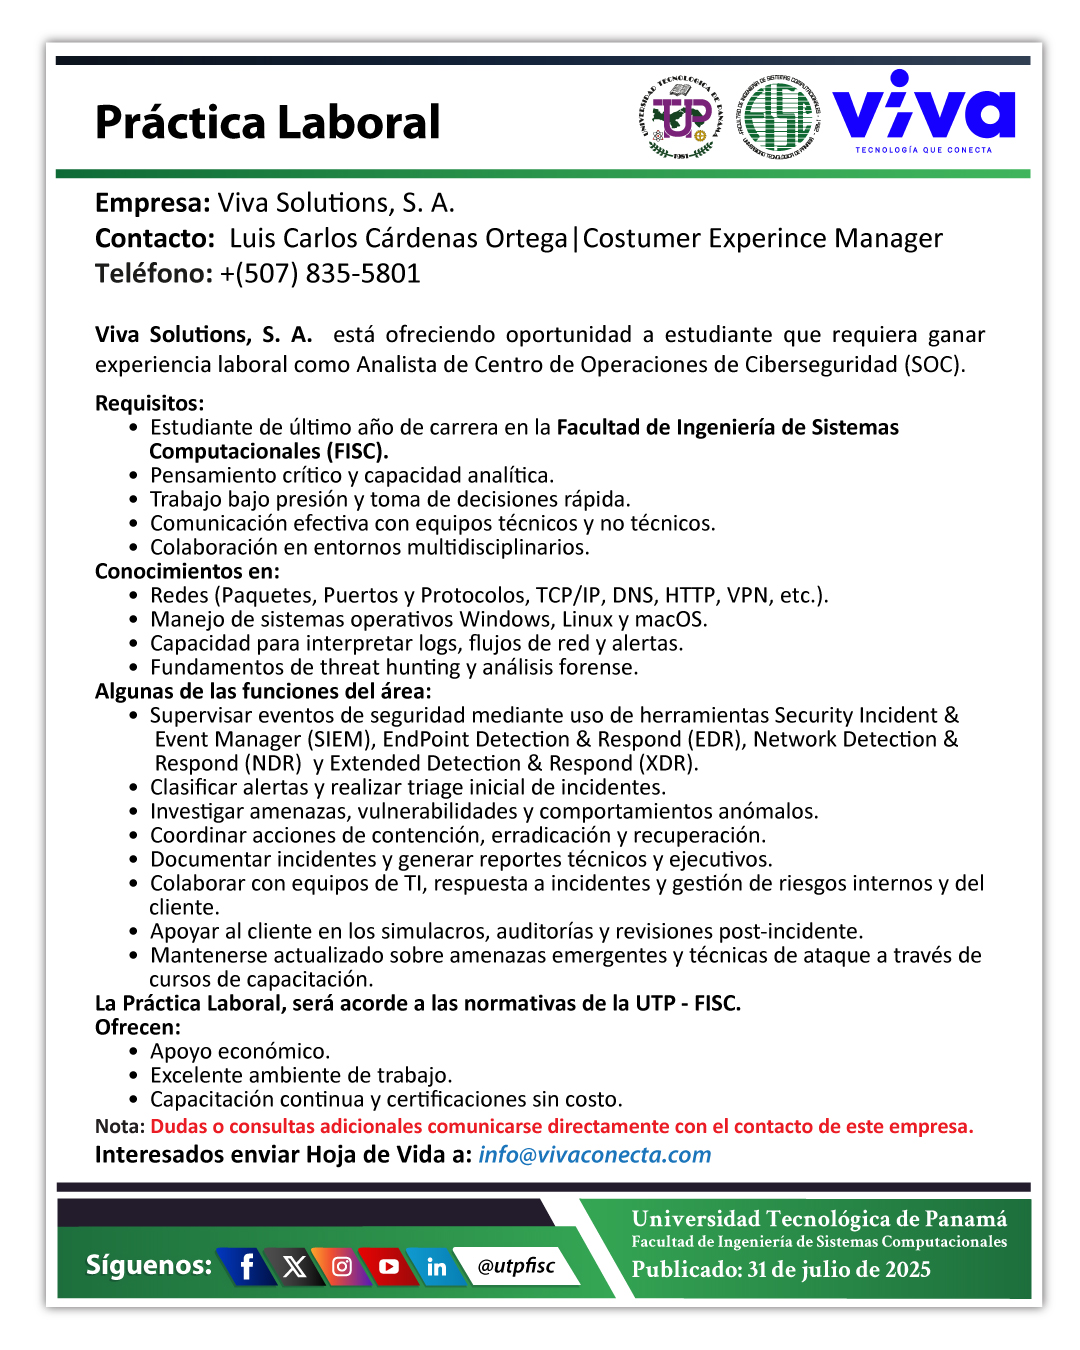 Práctica Laboral
UNIVERSIDAD TECNOLÓGICA DE PANAMÁ
UTP
1981
FACULTAD DE INGENIERÍA DE SISTEMAS COMPUTACIONALES
FISC
UNIVERSIDAD TECNOLÓGICA DE PANAMÁ
viva
TECNOLOGÍA QUE CONECTA
Empresa: Viva Solutions, S. A.
Contacto: Luis Carlos Cárdenas Ortega|Costumer Experince Manager
Teléfono: +(507) 835-5801
Viva Solutions, S. A. está ofreciendo oportunidad a estudiante que requiera ganar
experiencia laboral como Analista de Centro de Operaciones de Ciberseguridad (SOC).
Requisitos:
• Estudiante de último año de carrera en la Facultad de Ingeniería de Sistemas
Computacionales (FISC).
• Pensamiento crítico y capacidad analítica.
• Trabajo bajo presión y toma de decisiones rápida.
• Comunicación efectiva con equipos técnicos y no técnicos.
• Colaboración en entornos multidisciplinarios.
Conocimientos en:
• Redes (Paquetes, Puertos y Protocolos, TCP/IP, DNS, HTTP, VPN, etc.).
• Manejo de sistemas operativos Windows, Linux y macOS.
• Capacidad para interpretar logs, flujos de red y alertas.
• Fundamentos de threat hunting y análisis forense.
Algunas de las funciones del área:
• Supervisar eventos de seguridad mediante uso de herramientas Security Incident &
Event Manager (SIEM), EndPoint Detection & Respond (EDR), Network Detection &
Respond (NDR) y Extended Detection & Respond (XDR).
• Clasificar alertas y realizar triage inicial de incidentes.
• Investigar amenazas, vulnerabilidades y comportamientos anómalos.
• Coordinar acciones de contención, erradicación y recuperación.
• Documentar incidentes y generar reportes técnicos y ejecutivos.
• Colaborar con equipos de TI, respuesta a incidentes y gestión de riesgos internos y del
cliente.
• Apoyar al cliente en los simulacros, auditorías y revisiones post-incidente.
• Mantenerse actualizado sobre amenazas emergentes y técnicas de ataque a través de
cursos de capacitación.
La Práctica Laboral, será acorde a las normativas de la UTP - FISC.
Ofrecen:
• Apoyo económico.
• Excelente ambiente de trabajo.
• Capacitación continua y certificaciones sin costo.
Nota: Dudas o consultas adicionales comunicarse directamente con el contacto de este empresa.
Interesados enviar Hoja de Vida a: info@vivaconecta.com
Síguenos:
@utpfisc
Universidad Tecnológica de Panamá
Facultad de Ingeniería de Sistemas Computacionales
Publicado: 31 de julio de 2025